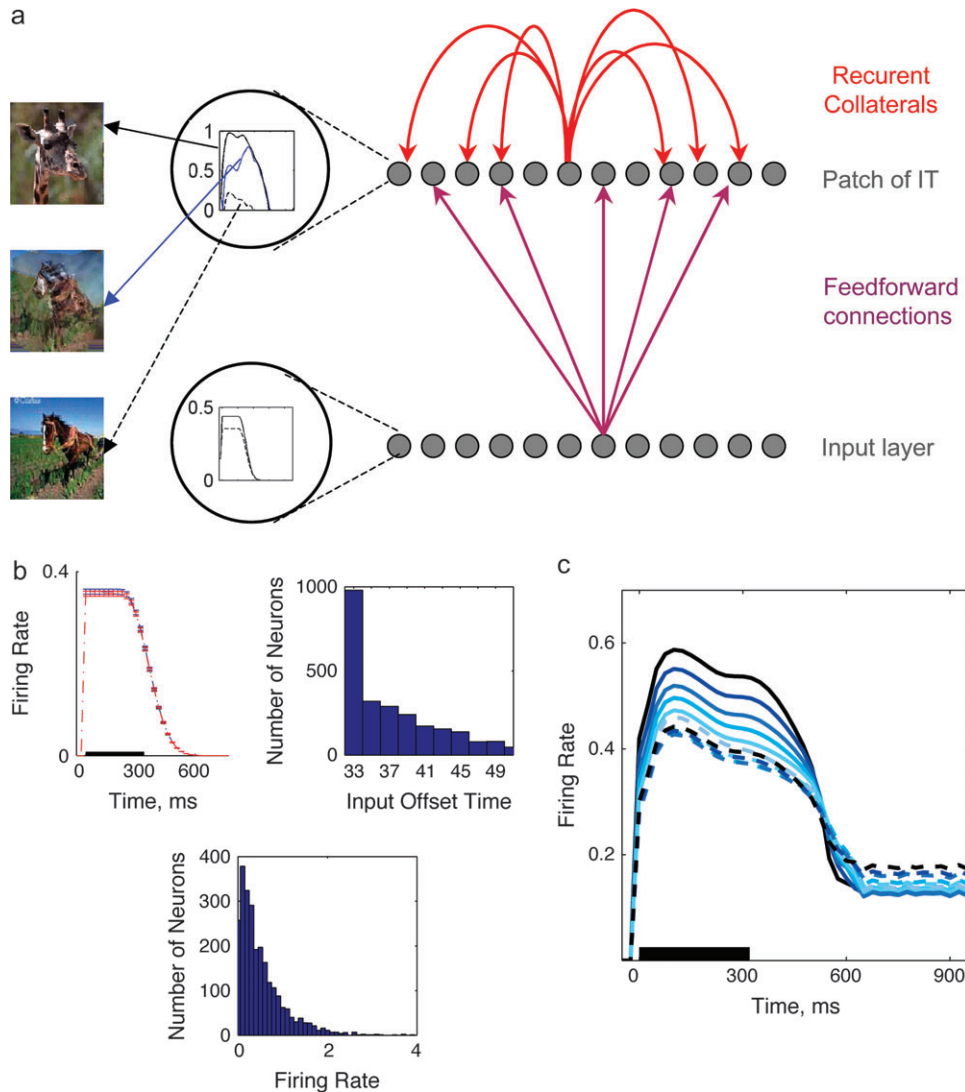 a
Recurent
Collaterals
1
0.5
0
Patch of IT
Feedforward
connections
0.5
0
Input layer
b
0.4
0
Firing Rate
0 300 600
Time, ms
1000
500
0
Number of Neurons
33 37 41 45 49
Input Offset Time
400
300
200
100
0
Number of Neurons
0 2 4
Firing Rate
c
0.6
0.4
0.2
Firing Rate
0 300 600 900
Time, ms